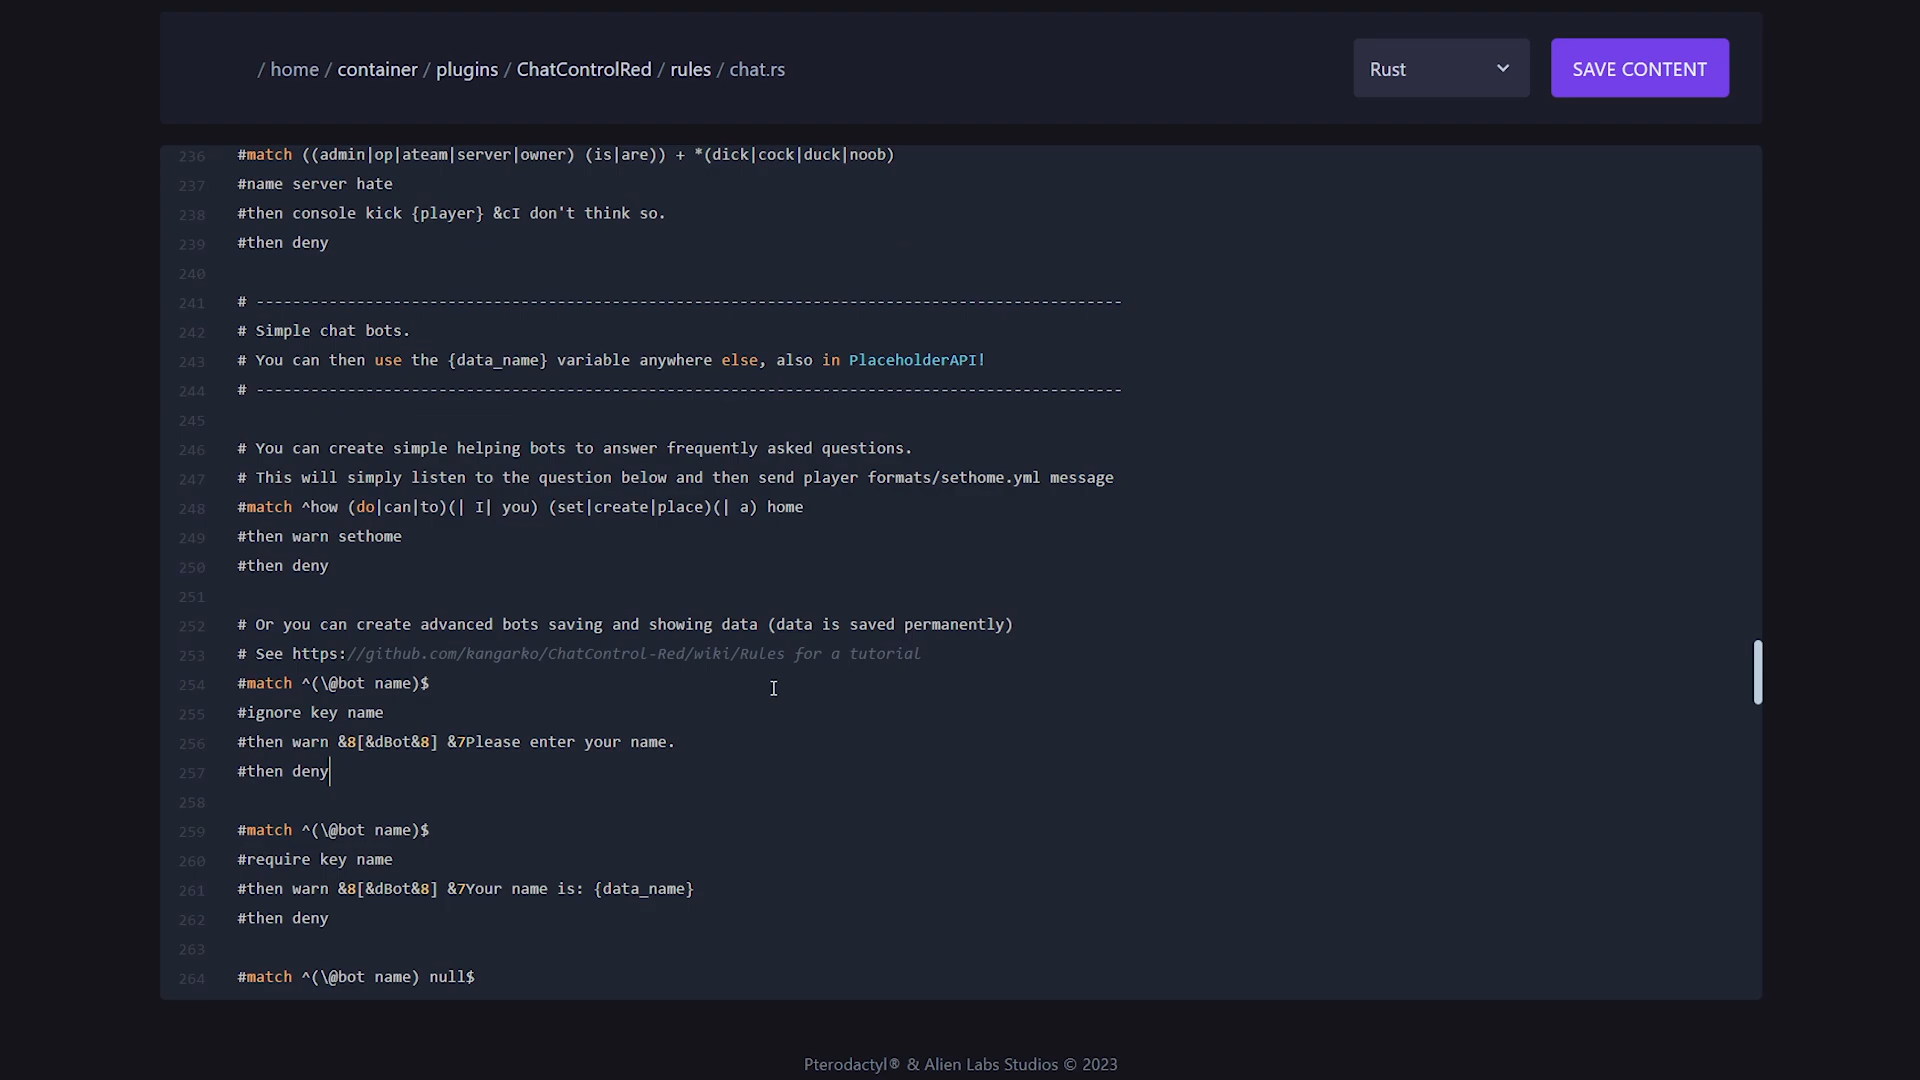 / home / container / plugins / ChatControlRed / rules / chat.rs
Rust
SAVE CONTENT
236 #match ((admin|op|ateam|server|owner) (is|are)) + *(dick|cock|duck|noob)
237 #name server hate
238 #then console kick {player} &cI don't think so.
239 #then deny
240
241 # -----------------------------------------------------------------------------------------------
242 # Simple chat bots.
243 # You can then use the {data_name} variable anywhere else, also in PlaceholderAPI!
244 # -----------------------------------------------------------------------------------------------
245
246 # You can create simple helping bots to answer frequently asked questions.
247 # This will simply listen to the question below and then send player formats/sethome.yml message
248 #match ^how (do|can|to)(| I| you) (set|create|place)(| a) home
249 #then warn sethome
250 #then deny
251
252 # Or you can create advanced bots saving and showing data (data is saved permanently)
253 # See https://github.com/kangarko/ChatControl-Red/wiki/Rules for a tutorial
254 #match ^(\@bot name)$
255 #ignore key name
256 #then warn &8[&dBot&8] &7Please enter your name.
257 #then deny
258
259 #match ^(\@bot name)$
260 #require key name
261 #then warn &8[&dBot&8] &7Your name is: {data_name}
262 #then deny
263
264 #match ^(\@bot name) null$
Pterodactyl® & Alien Labs Studios © 2023